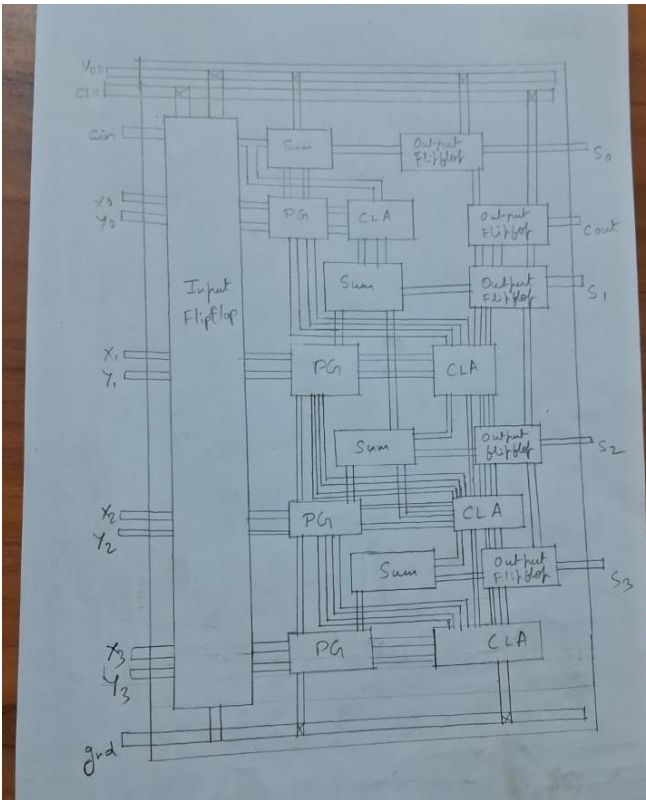 VDD
CLK
Cin
Sum
Output
Flipflop
S0
X0
Y0
PG
CLA
Output
Flipflop
Cout
Input
Flipflop
Sum
Output
Flipflop
S1
X1
Y1
PG
CLA
Sum
Output
flipflop
S2
X2
Y2
PG
CLA
Sum
Output
Flipflop
S3
X3
Y3
PG
CLA
gnd